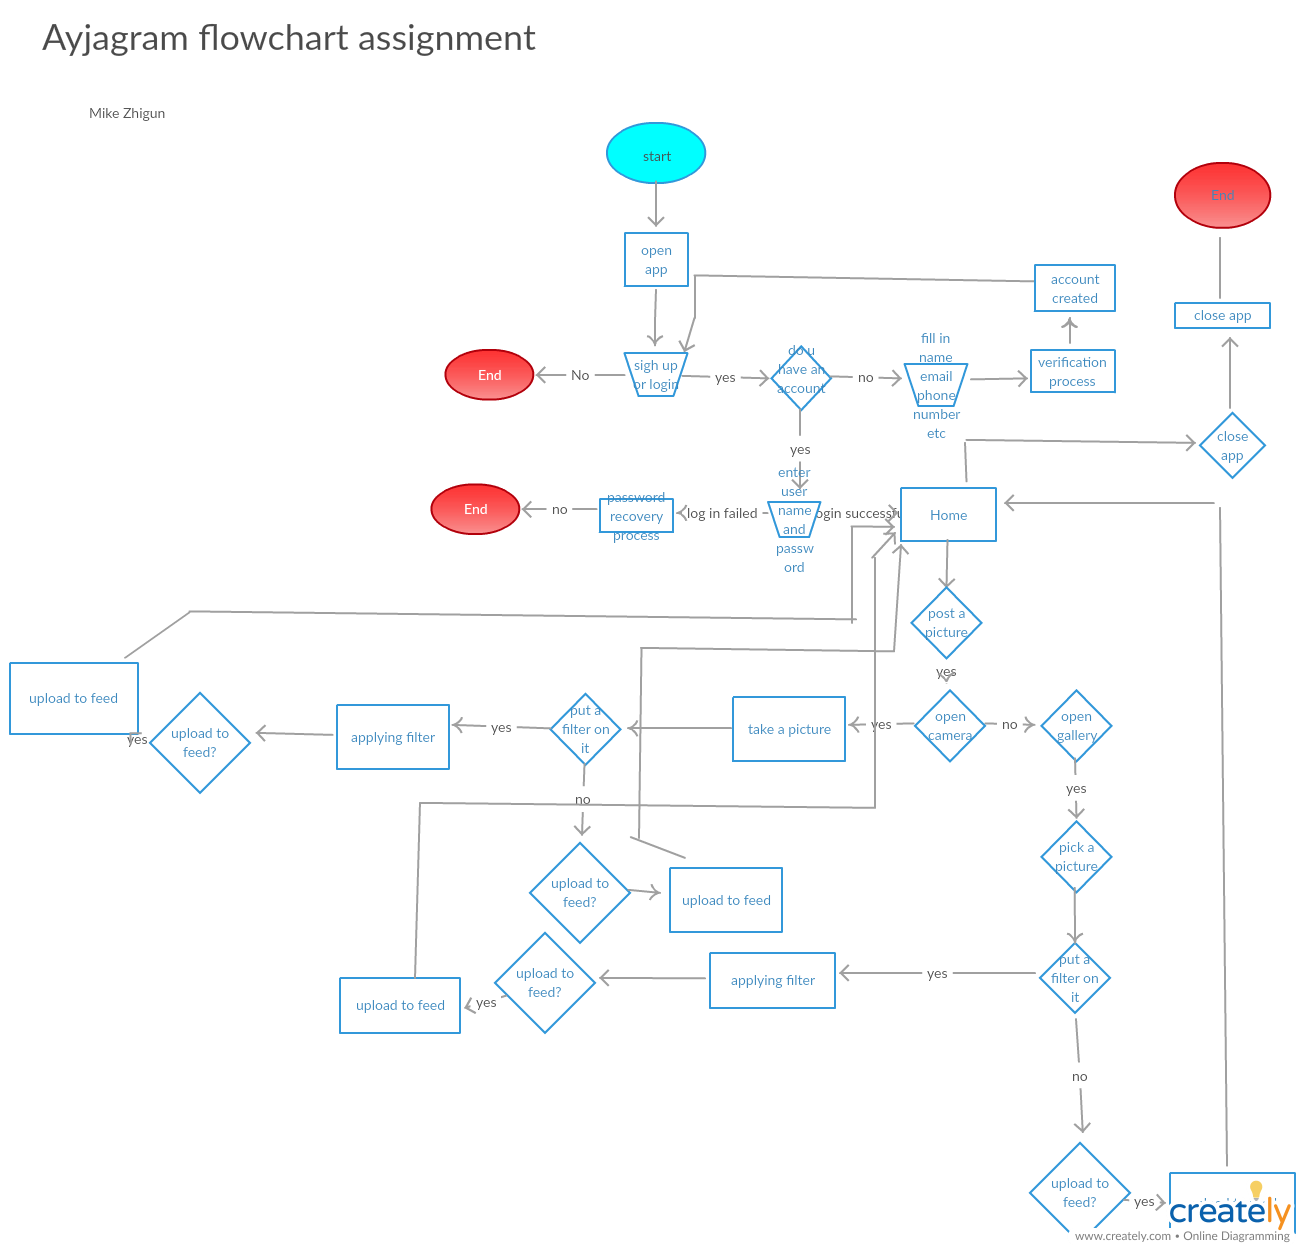 Ayjagram flowchart assignment
Mike Zhigun
start
End
open
app
account
created
close app
sigh up
or login
End
No
yes
do u
have an
account
no
fill in
name
email
phone
number
etc
verification
process
close
app
yes
enter
user
name
and
passw
ord
End
no
password
recovery
process
log in failed
ogin successfu
Home
post a
picture
yes
upload to feed
yes
upload to
feed?
applying filter
yes
put a
filter on
it
take a picture
yes
open
camera
no
open
gallery
no
yes
upload to
feed?
upload to feed
pick a
picture
upload to feed
yes
upload to
feed?
applying filter
yes
put a
filter on
it
no
upload to
feed?
yes
creately
www.creately.com • Online Diagramming